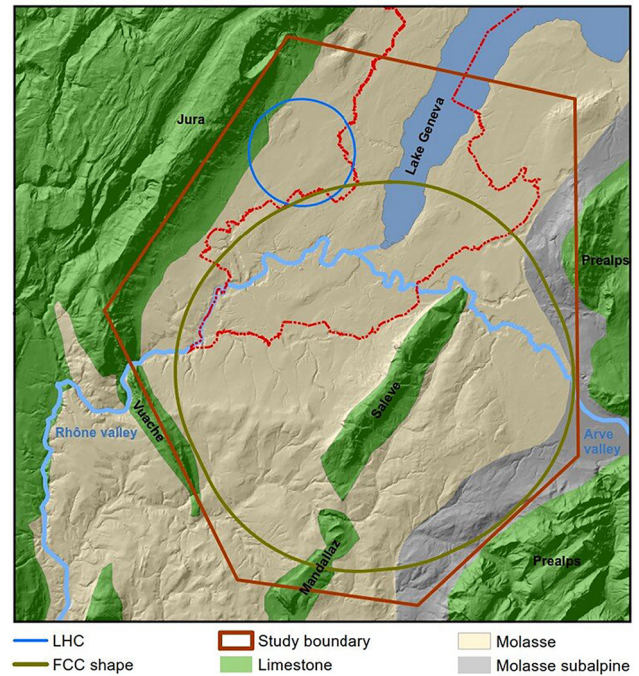 Jura
Lake Geneva
Prealps
Salève
Vuache
Rhône valley
Arve
valley
Mandallaz
Prealps
LHC
Study boundary
Molasse
FCC shape
Limestone
Molasse subalpine